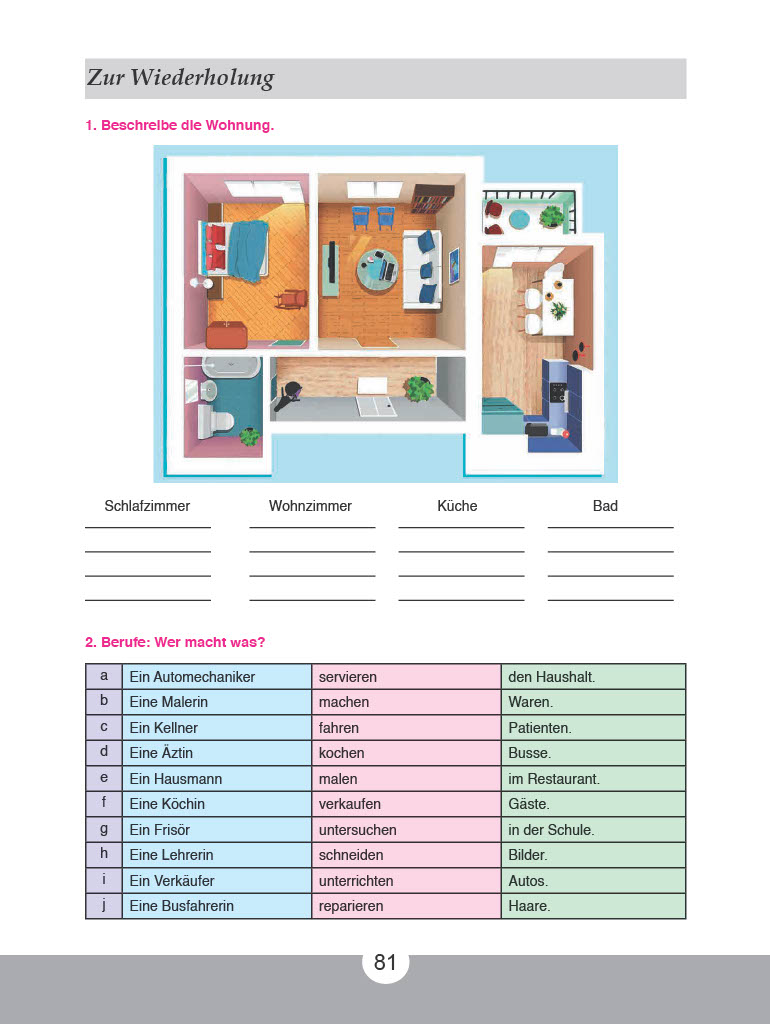 Zur Wiederholung
1. Beschreibe die Wohnung.
Schlafzimmer Wohnzimmer Küche Bad
2. Berufe: Wer macht was?
a Ein Automechaniker servieren den Haushalt.
b Eine Malerin machen Waren.
c Ein Kellner fahren Patienten.
d Eine Äztin kochen Busse.
e Ein Hausmann malen im Restaurant.
f Eine Köchin verkaufen Gäste.
g Ein Frisör untersuchen in der Schule.
h Eine Lehrerin schneiden Bilder.
i Ein Verkäufer unterrichten Autos.
j Eine Busfahrerin reparieren Haare.
81